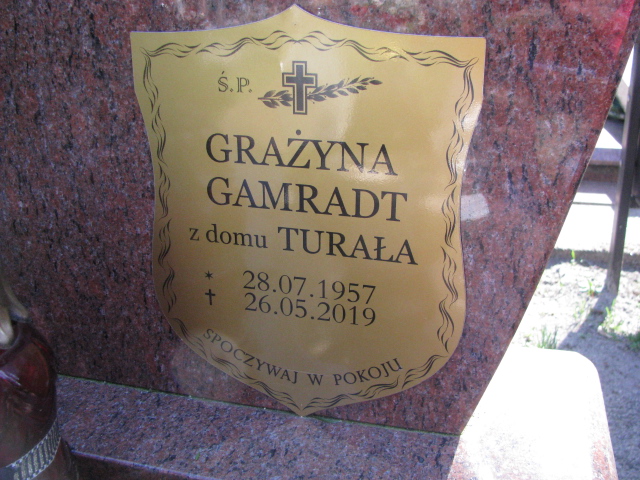 Ś.P.
GRAŻYNA
GAMRADT
z domu TURAŁA
* 28.07.1957
✝ 26.05.2019
SPOCZYWAJ W POKOJU